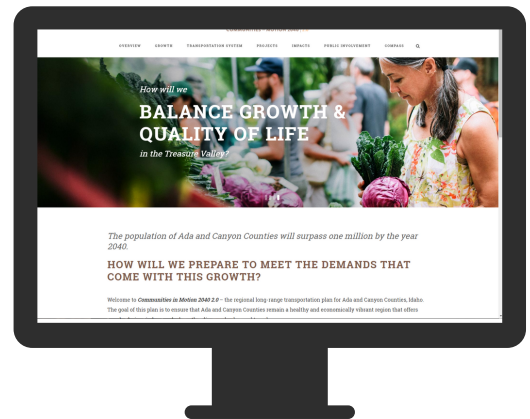 COMMUNITIES IN MOTION 2040
OVERVIEW GROWTH TRANSPORTATION SYSTEM PROJECTS IMPACTS PUBLIC INVOLVEMENT COMPASS
How will we
BALANCE GROWTH &
QUALITY OF LIFE
in the Treasure Valley?
The population of Ada and Canyon Counties will surpass one million by the year
2040.
HOW WILL WE PREPARE TO MEET THE DEMANDS THAT
COME WITH THIS GROWTH?
Welcome to Communities in Motion 2040 2.0 – the regional long-range transportation plan for Ada and Canyon Counties, Idaho.
The goal of this plan is to ensure that Ada and Canyon Counties remain a healthy and economically vibrant region that offers